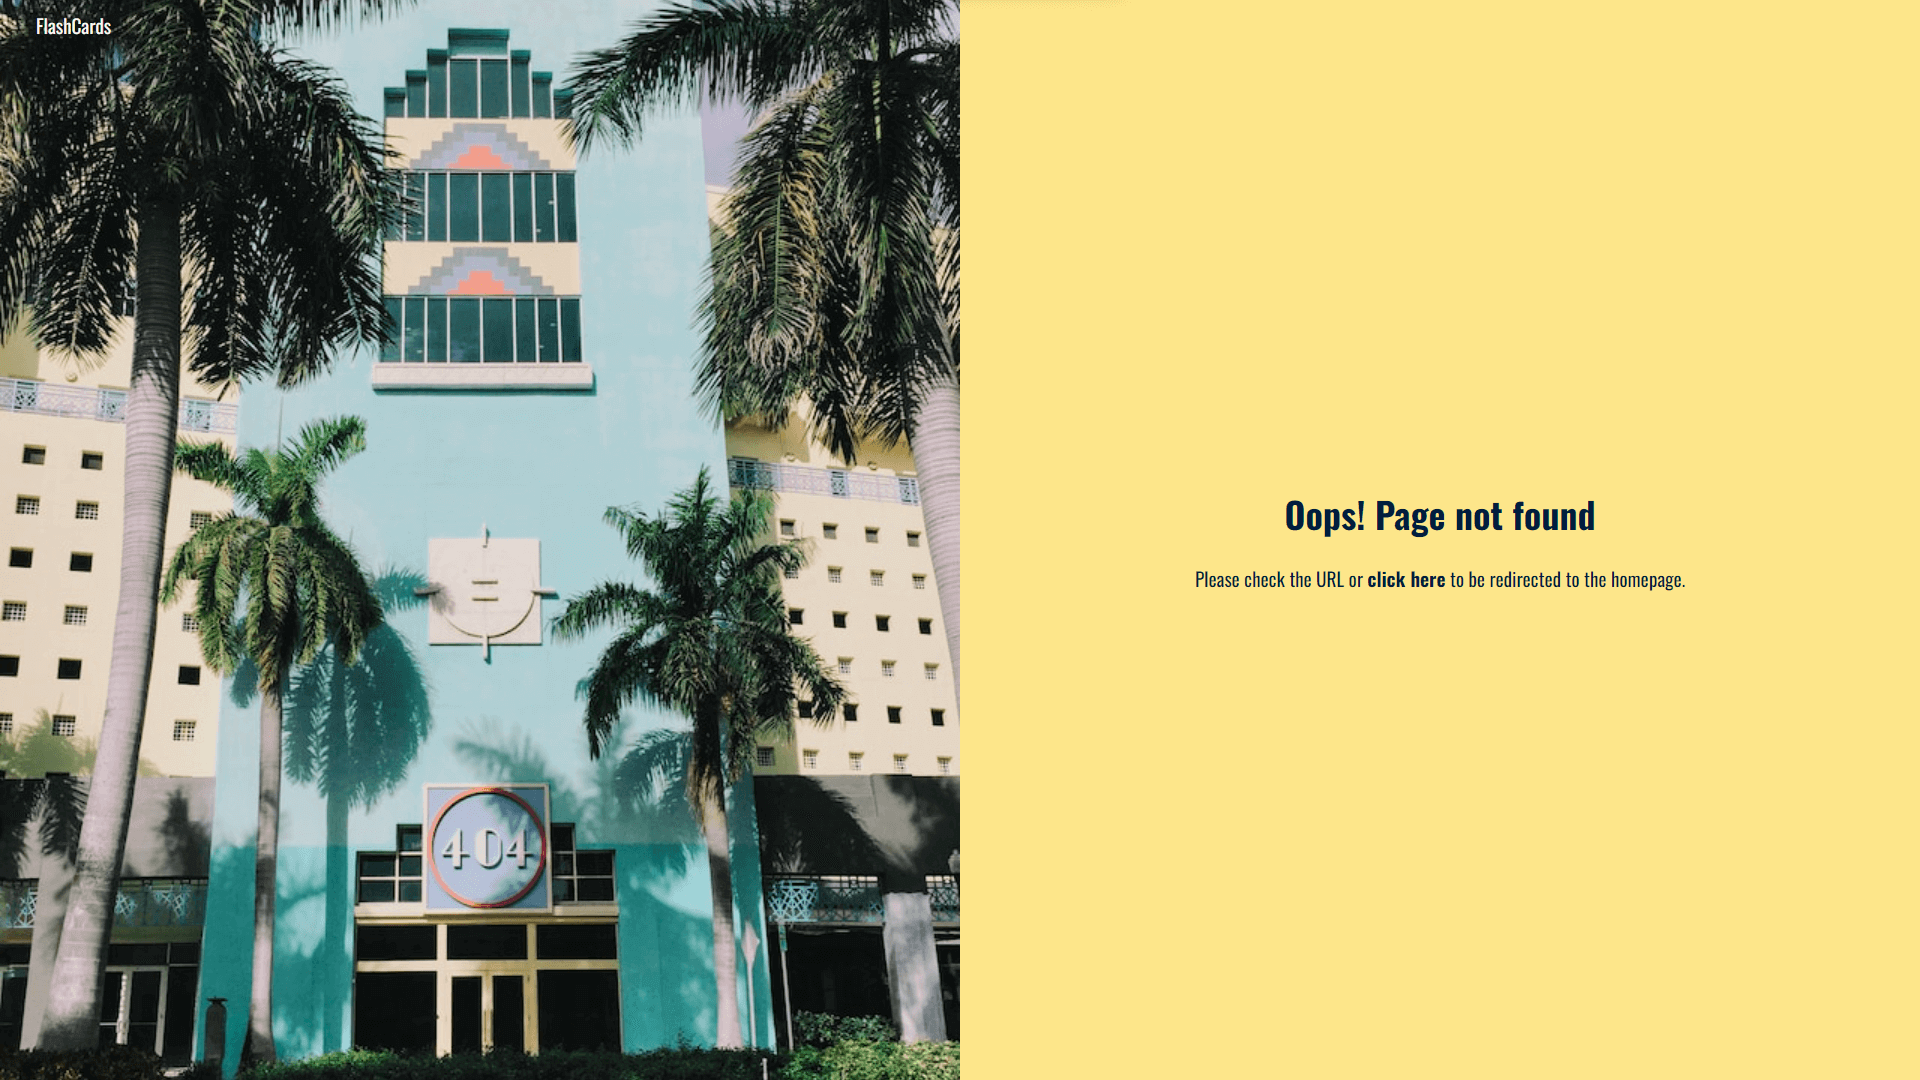 FlashCards
404
Oops! Page not found
Please check the URL or click here to be redirected to the homepage.